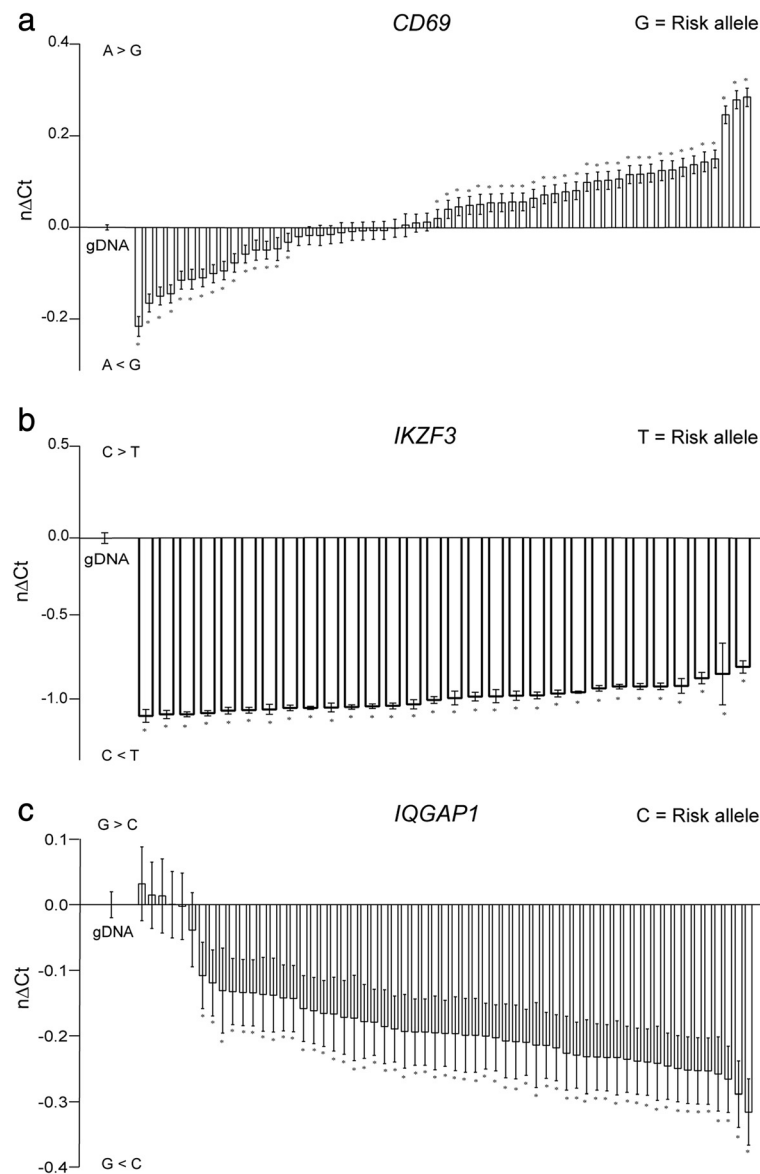 a
CD69
G = Risk allele
0.4
A > G
0.2
0.0
gDNA
-0.2
A < G
nΔCt
b
IKZF3
T = Risk allele
0.5
C > T
0.0
gDNA
-0.5
-1.0
C < T
nΔCt
c
IQGAP1
C = Risk allele
G > C
0.1
0.0
gDNA
-0.1
-0.2
-0.3
-0.4
G < C
nΔCt